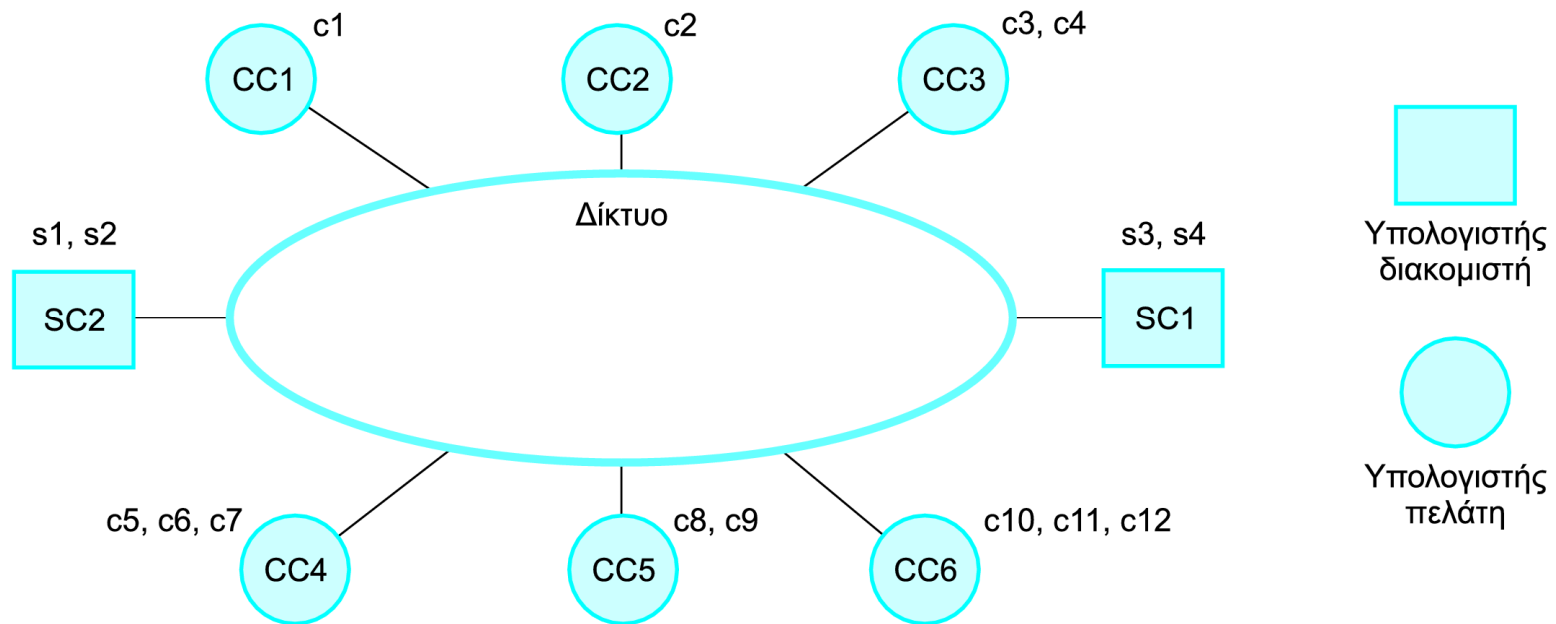 c1
c2
c3, c4
CC1
CC2
CC3
Δίκτυο
s1, s2
s3, s4
SC2
SC1
Υπολογιστής
διακομιστή
c5, c6, c7
c8, c9
c10, c11, c12
CC4
CC5
CC6
Υπολογιστής
πελάτη